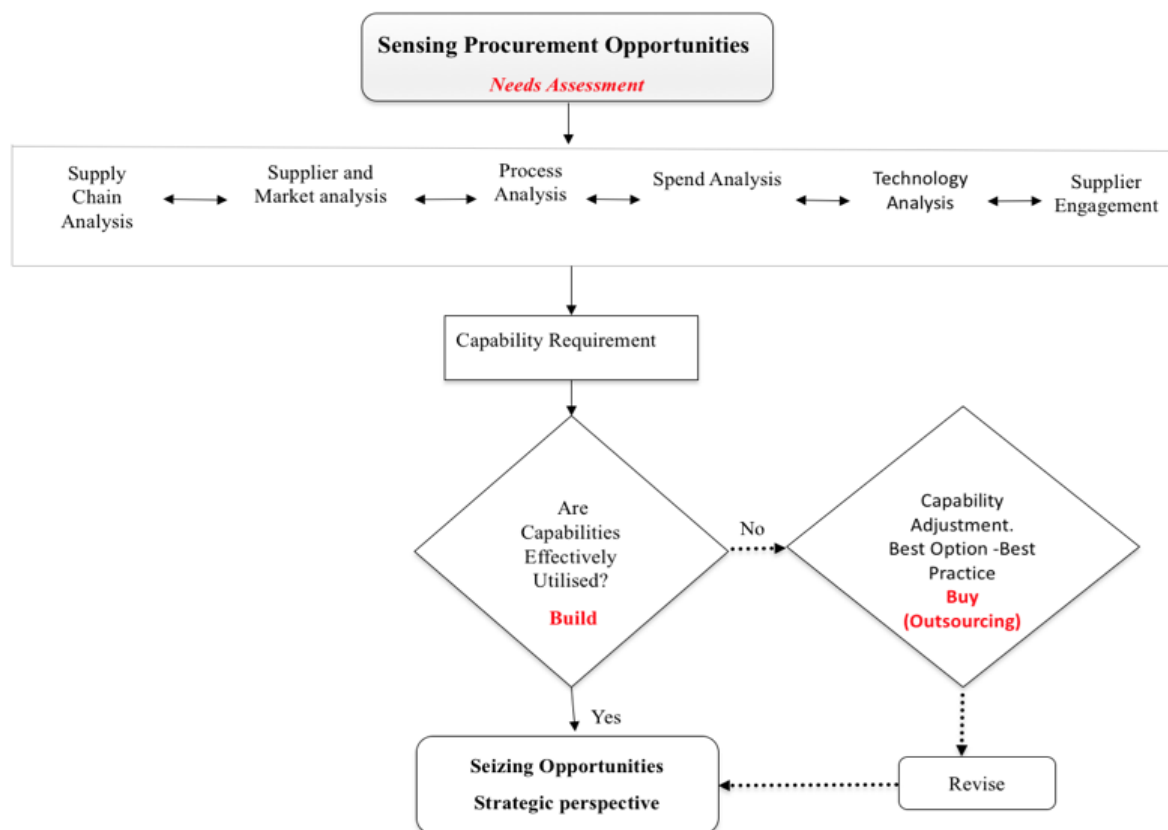 Sensing Procurement Opportunities
Needs Assessment
Supply
Chain
Analysis
Supplier and
Market analysis
Process
Analysis
Spend Analysis
Technology
Analysis
Supplier
Engagement
Capability Requirement
Are
Capabilities
Effectively
Utilised?
Build
No
Capability
Adjustment.
Best Option -Best
Practice
Buy
(Outsourcing)
Yes
Seizing Opportunities
Strategic perspective
Revise